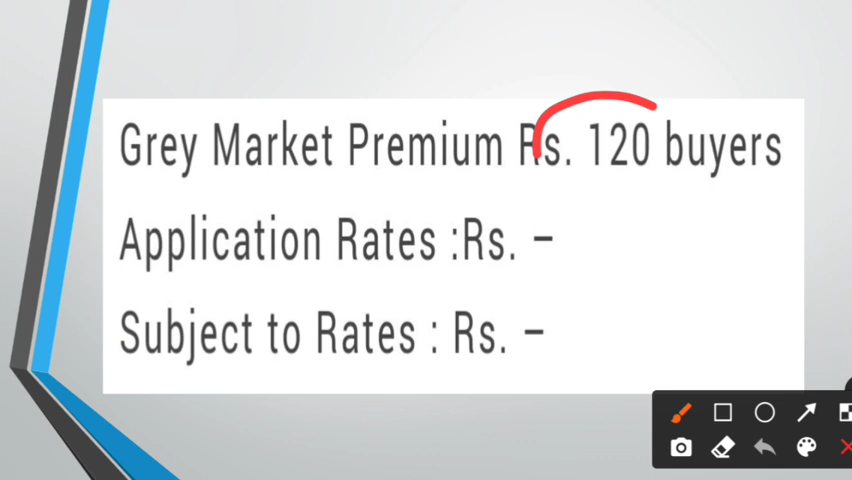 Grey Market Premium Rs. 120 buyers
Application Rates :Rs. –
Subject to Rates : Rs. –